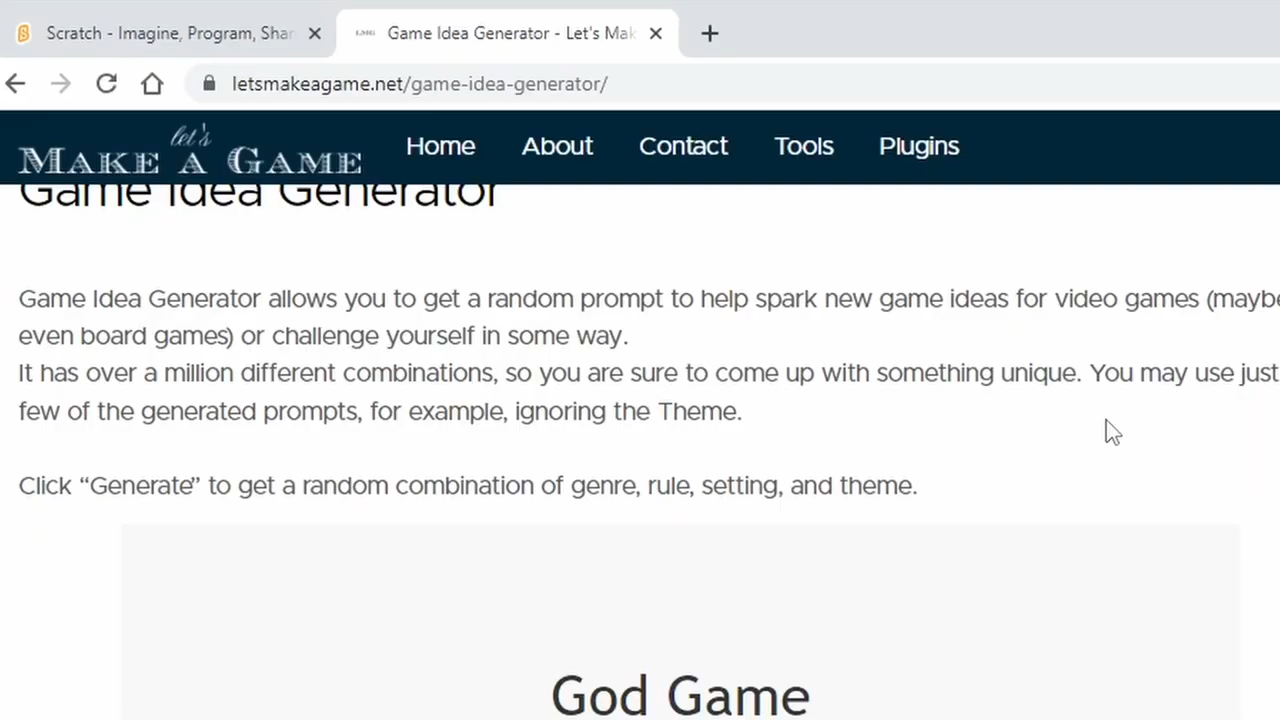 Scratch - Imagine, Program, Shar
Game Idea Generator - Let's Mak
letsmakeagame.net/game-idea-generator/
let's
MAKE A GAME
Home About Contact Tools Plugins
Game Idea Generator
Game Idea Generator allows you to get a random prompt to help spark new game ideas for video games (maybe
even board games) or challenge yourself in some way.
It has over a million different combinations, so you are sure to come up with something unique. You may use just
few of the generated prompts, for example, ignoring the Theme.
Click “Generate” to get a random combination of genre, rule, setting, and theme.
God Game